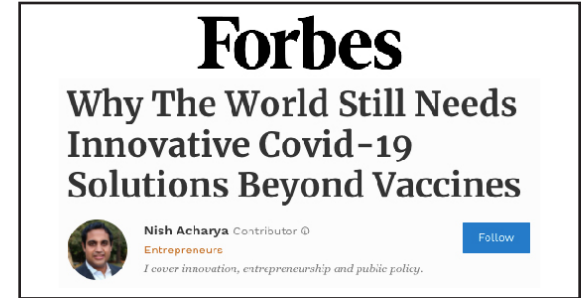 Forbes
Why The World Still Needs
Innovative Covid-19
Solutions Beyond Vaccines
Nish Acharya Contributor
Follow
Entrepreneurs
I cover innovation, entrepreneurship and public policy.